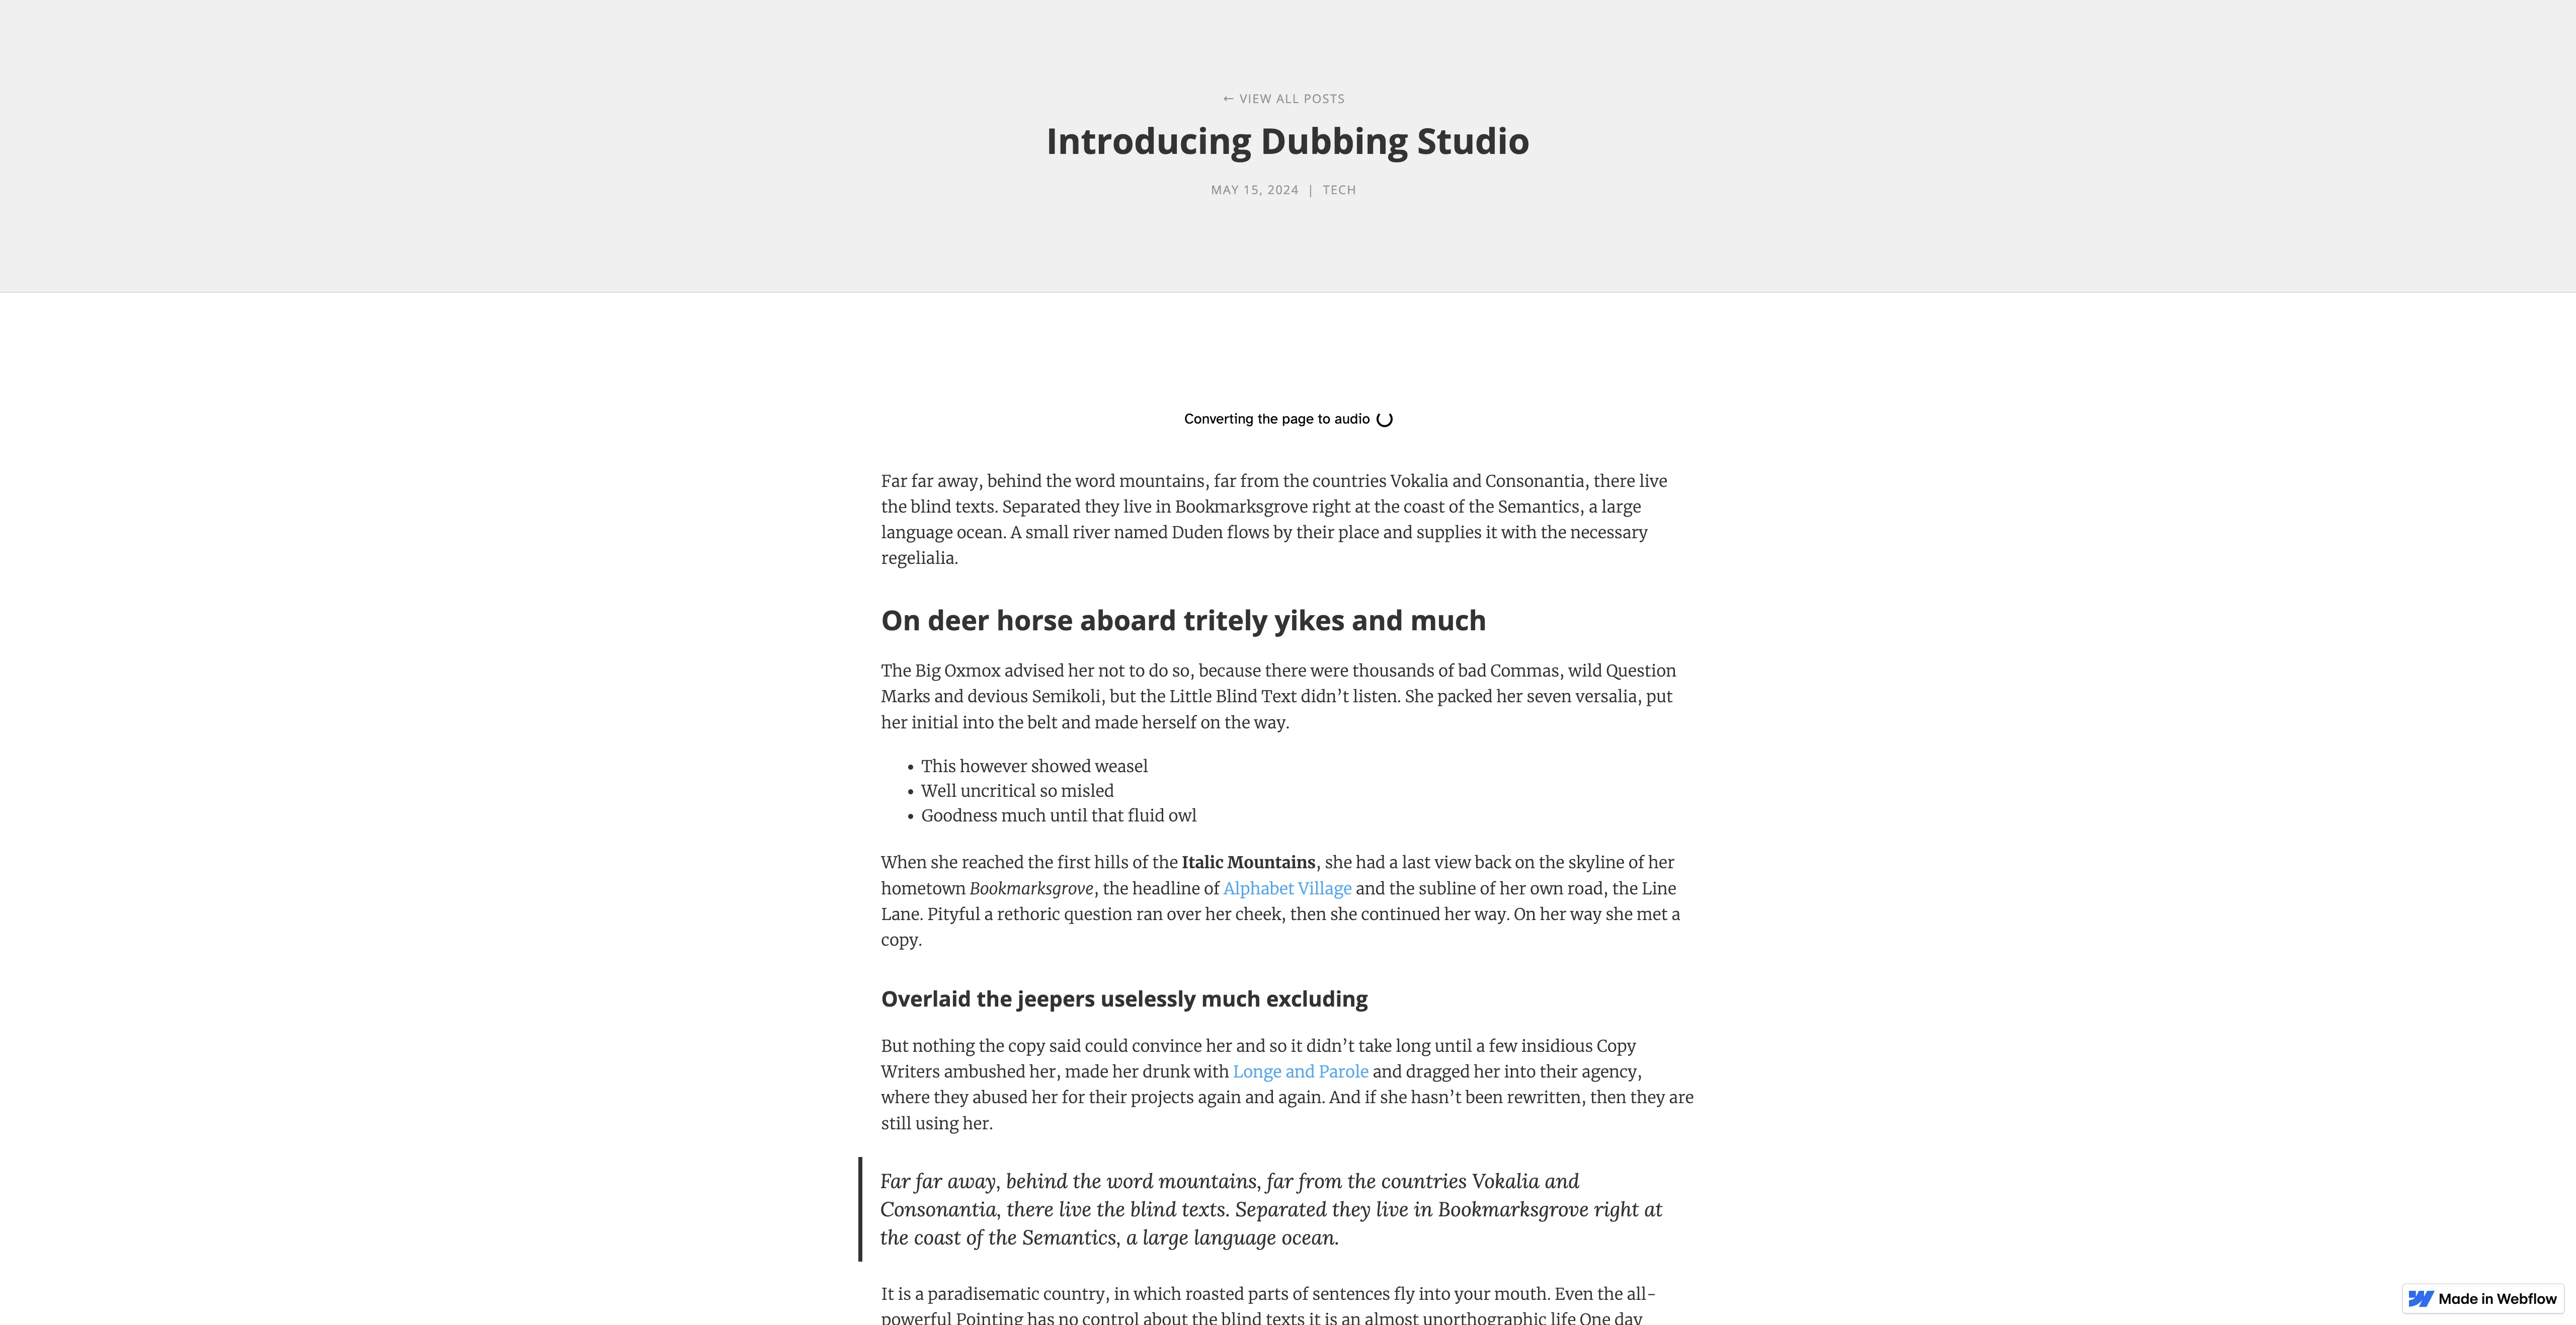 ← VIEW ALL POSTS
Introducing Dubbing Studio
MAY 15, 2024 | TECH
Converting the page to audio
Far far away, behind the word mountains, far from the countries Vokalia and Consonantia, there live
the blind texts. Separated they live in Bookmarksgrove right at the coast of the Semantics, a large
language ocean. A small river named Duden flows by their place and supplies it with the necessary
regelialia.
On deer horse aboard tritely yikes and much
The Big Oxmox advised her not to do so, because there were thousands of bad Commas, wild Question
Marks and devious Semikoli, but the Little Blind Text didn’t listen. She packed her seven versalia, put
her initial into the belt and made herself on the way.
• This however showed weasel
• Well uncritical so misled
• Goodness much until that fluid owl
When she reached the first hills of the Italic Mountains, she had a last view back on the skyline of her
hometown Bookmarksgrove, the headline of Alphabet Village and the subline of her own road, the Line
Lane. Pityful a rethoric question ran over her cheek, then she continued her way. On her way she met a
copy.
Overlaid the jeepers uselessly much excluding
But nothing the copy said could convince her and so it didn’t take long until a few insidious Copy
Writers ambushed her, made her drunk with Longe and Parole and dragged her into their agency,
where they abused her for their projects again and again. And if she hasn’t been rewritten, then they are
still using her.
Far far away, behind the word mountains, far from the countries Vokalia and
Consonantia, there live the blind texts. Separated they live in Bookmarksgrove right at
the coast of the Semantics, a large language ocean.
It is a paradisematic country, in which roasted parts of sentences fly into your mouth. Even the all-
powerful Pointing has no control about the blind texts it is an almost unorthographic life One day
Made in Webflow